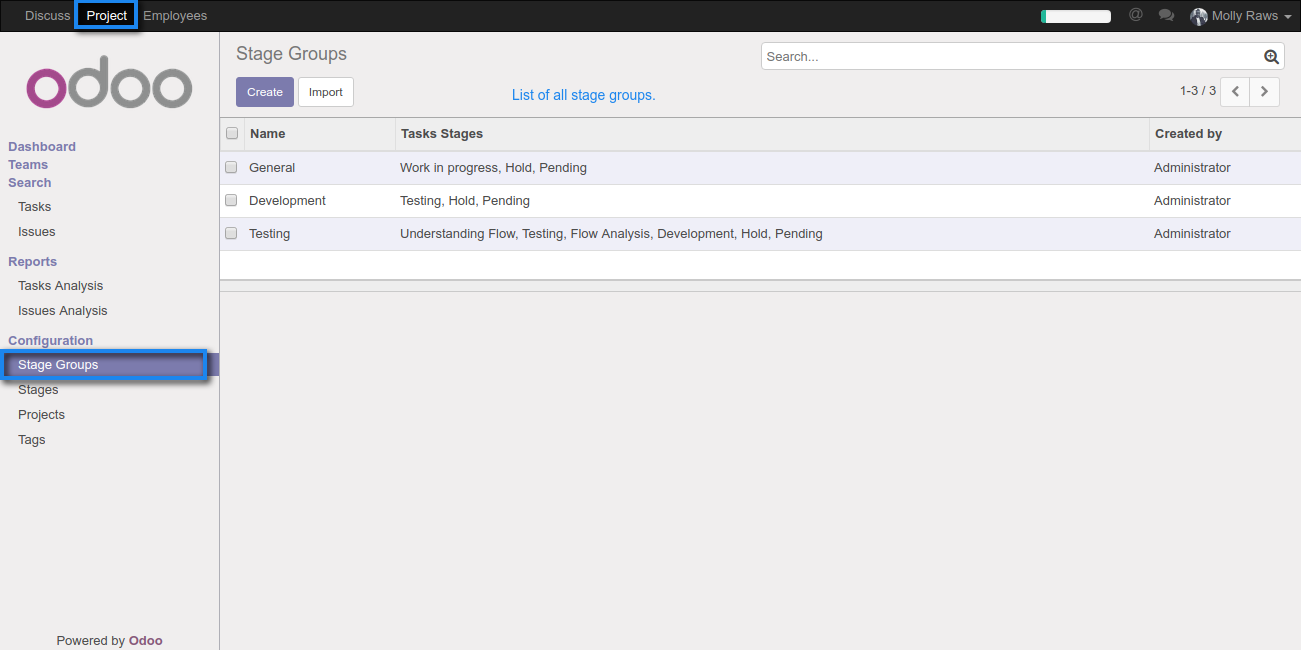 Discuss Project Employees @ Molly Raws
odoo
Stage Groups
Search...
Create Import
List of all stage groups.
1-3 / 3
Dashboard
Teams
Search
Tasks
Issues
Reports
Tasks Analysis
Issues Analysis
Configuration
Stage Groups
Stages
Projects
Tags
Powered by Odoo
Name Tasks Stages Created by
General Work in progress, Hold, Pending Administrator
Development Testing, Hold, Pending Administrator
Testing Understanding Flow, Testing, Flow Analysis, Development, Hold, Pending Administrator